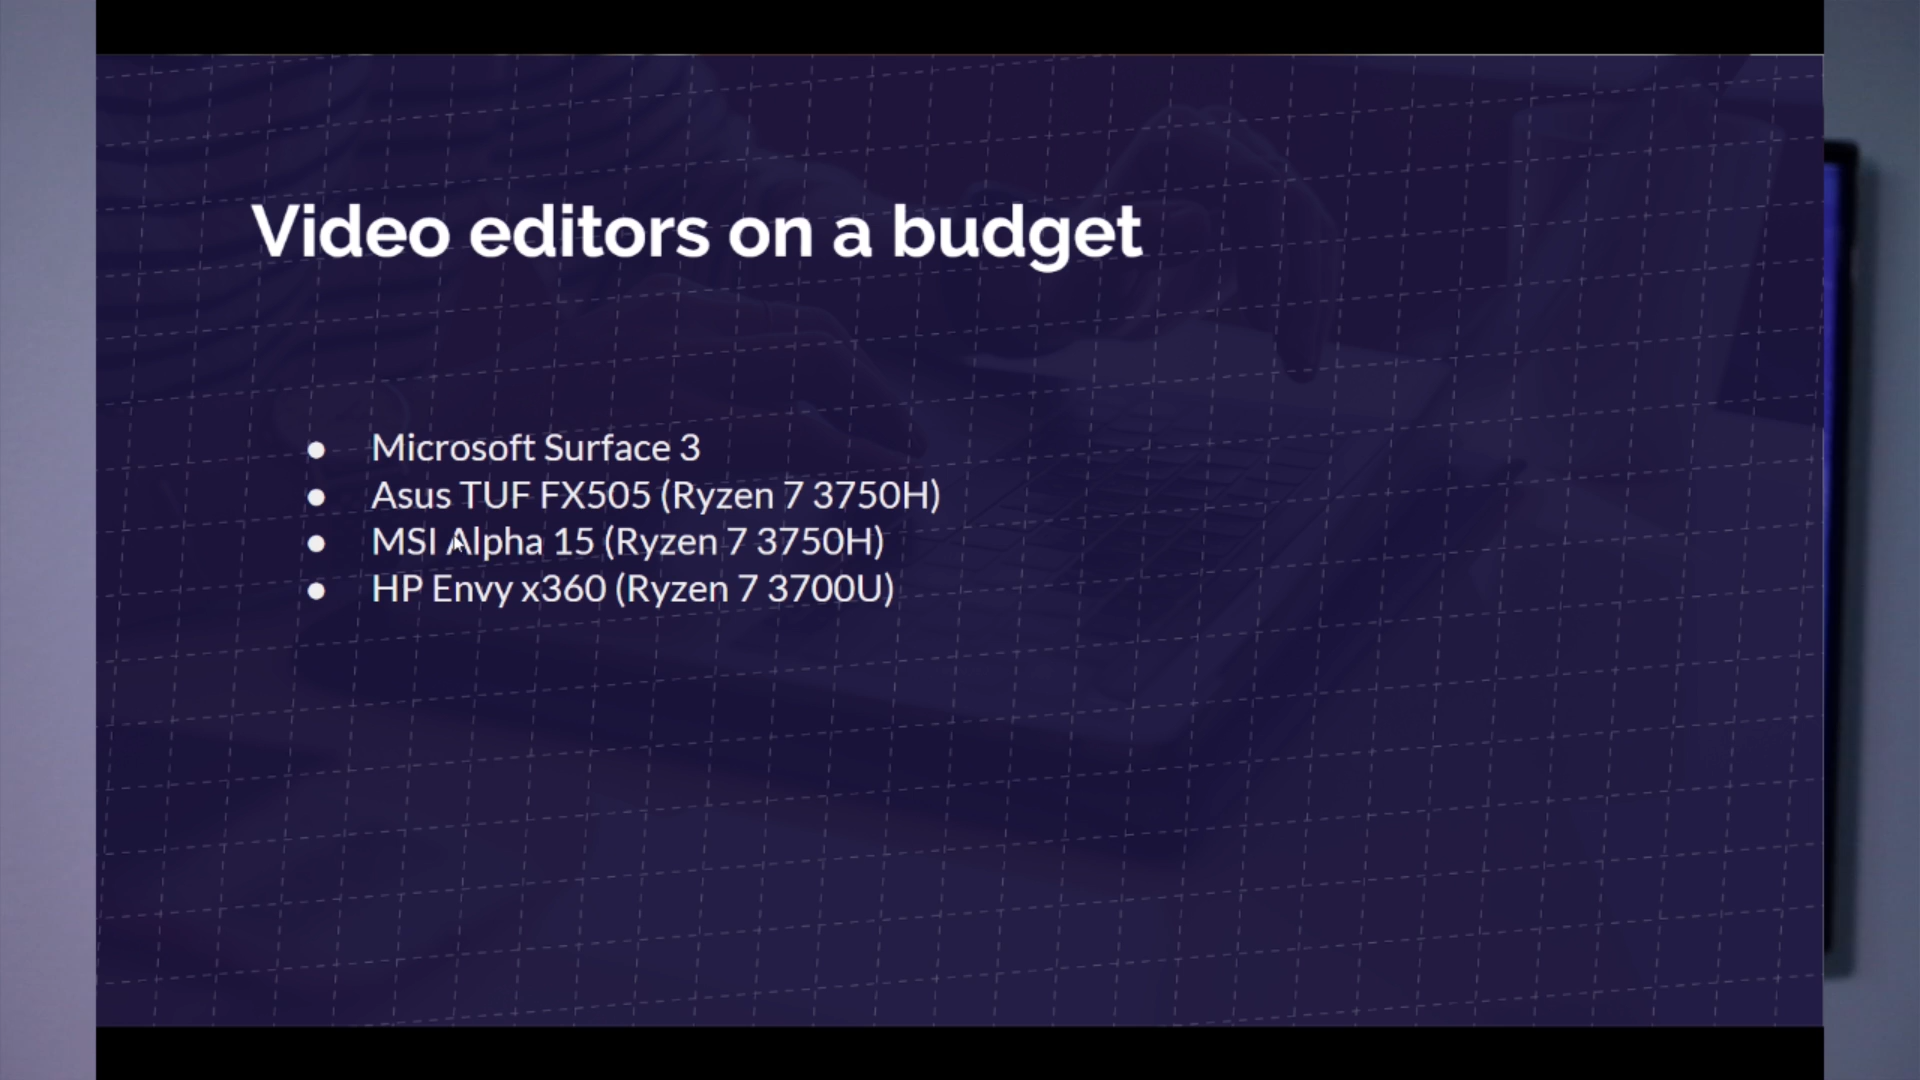 Video editors on a budget
● Microsoft Surface 3
● Asus TUF FX505 (Ryzen 7 3750H)
● MSI Alpha 15 (Ryzen 7 3750H)
● HP Envy x360 (Ryzen 7 3700U)